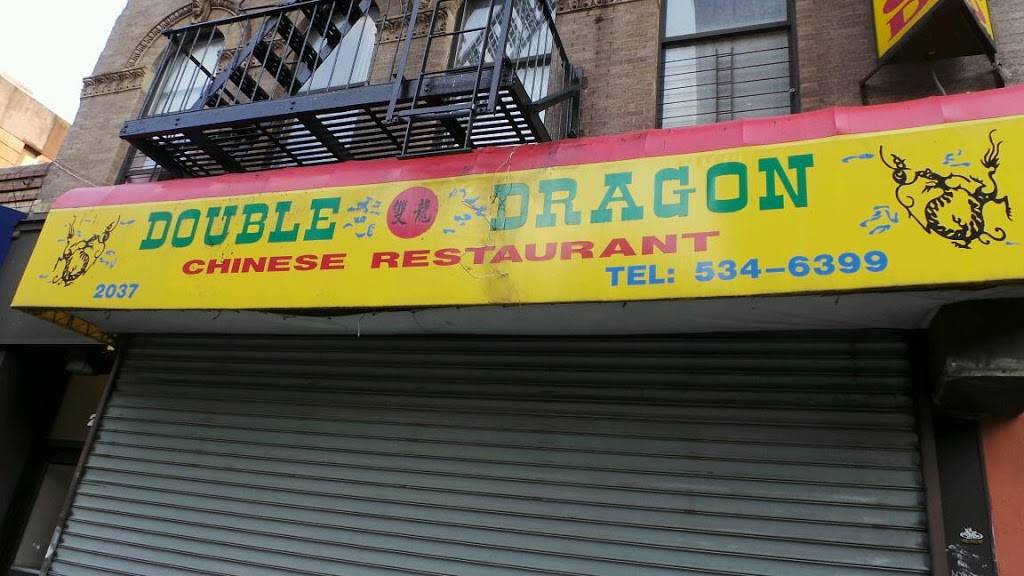 DOUBLE 雙龍 DRAGON
CHINESE RESTAURANT
2037 TEL: 534-6399